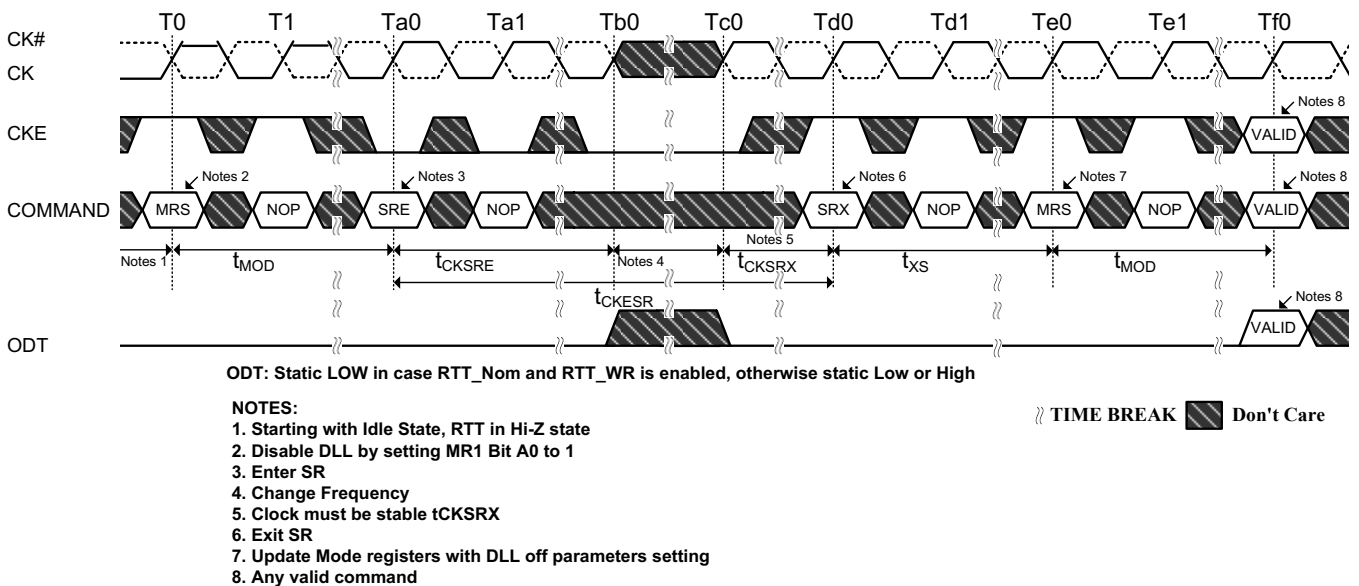 T0 T1 Ta0 Ta1 Tb0 Tc0 Td0 Td1 Te0 Te1 Tf0
CK#
CK
Notes 8
CKE
VALID
Notes 2 Notes 3 Notes 6 Notes 7 Notes 8
COMMAND MRS NOP SRE NOP SRX NOP MRS NOP VALID
Notes 1 tMOD tCKSRE Notes 4 Notes 5 tCKSRX tXS tMOD
tCKESR
Notes 8
ODT VALID
ODT: Static LOW in case RTT_Nom and RTT_WR is enabled, otherwise static Low or High
NOTES:
1. Starting with Idle State, RTT in Hi-Z state
2. Disable DLL by setting MR1 Bit A0 to 1
3. Enter SR
4. Change Frequency
5. Clock must be stable tCKSRX
6. Exit SR
7. Update Mode registers with DLL off parameters setting
8. Any valid command
TIME BREAK Don't Care